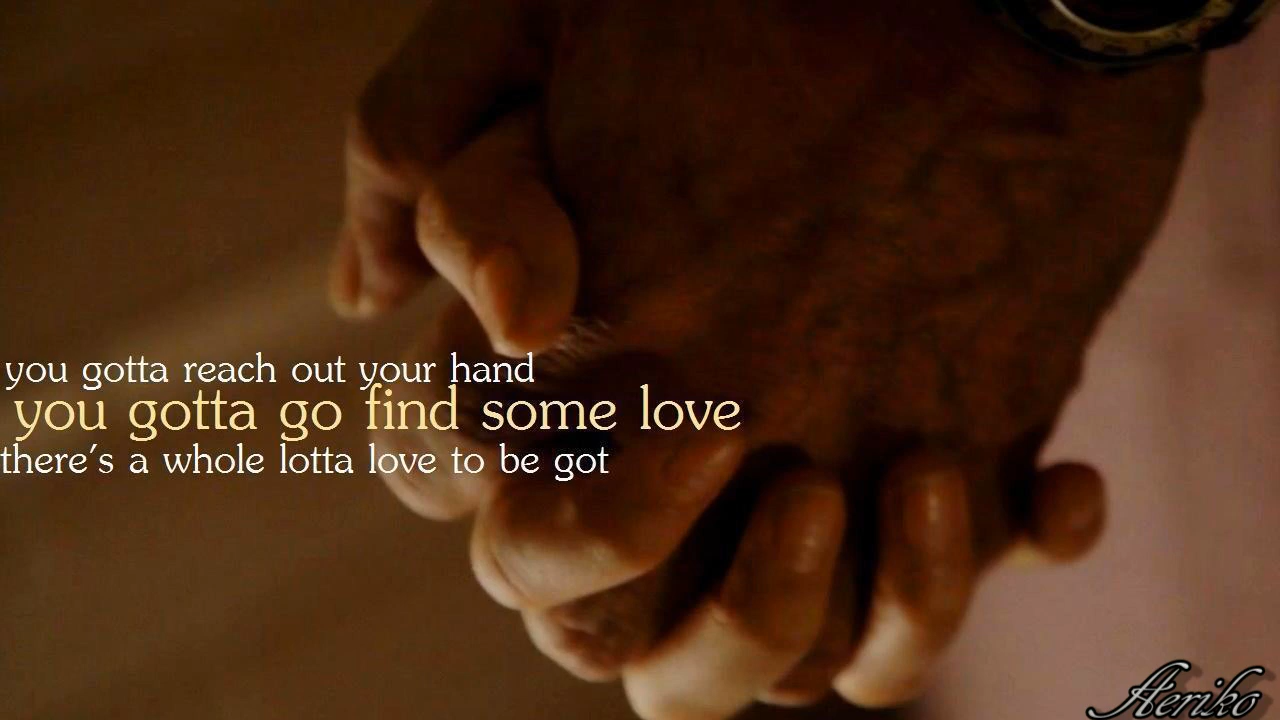 you gotta reach out your hand
you gotta go find some love
there's a whole lotta love to be got
Aeriko